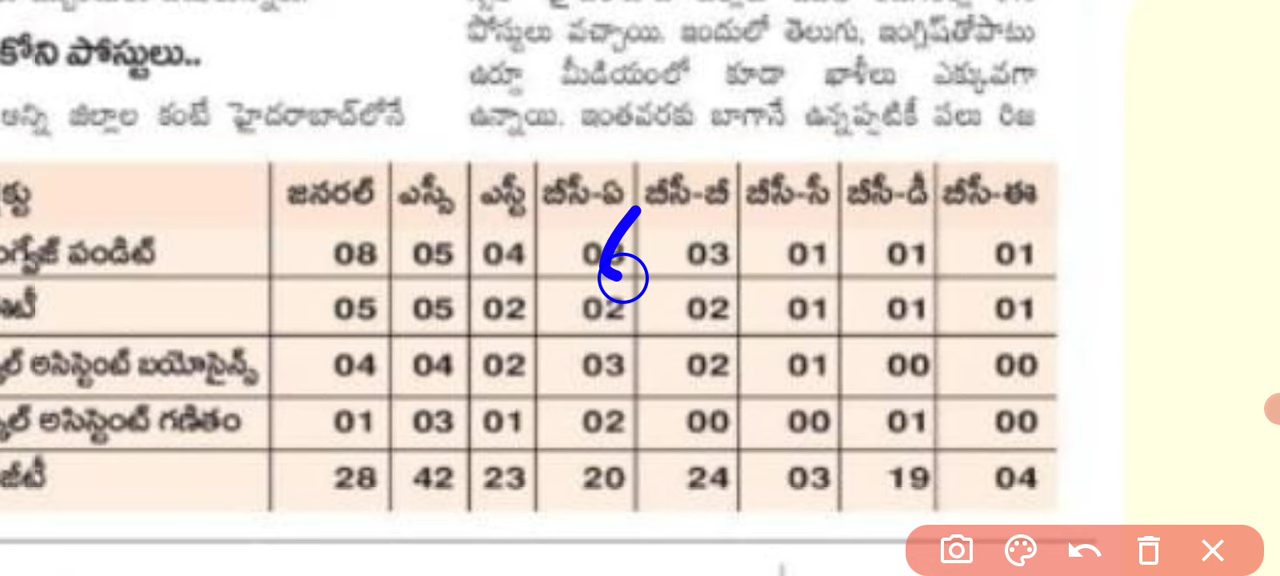 పోస్టులు వచ్చాయి. ఇందులో తెలుగు, ఇంగ్లిష్‌తోపాటు
కోని పోస్టులు..
ఉర్దూ మీడియంలో కూడా ఖాళీలు ఎక్కువగా
అన్ని జిల్లాల కంటే హైదరాబాద్‌లోనే
ఉన్నాయి. ఇంతవరకు బాగానే ఉన్నప్పటికీ పలు రిజ
జనరల్ ఎస్సీ ఎస్టీ బీసీ-ఏ బీసీ-బీ బీసీ-సీ బీసీ-డీ బీసీ-ఈ
పండిట్ 08 05 04 03 01 01 01
05 05 02 02 02 01 01 01
అసిస్టెంట్ బయోసైన్స్ 04 04 02 03 02 01 00 00
అసిస్టెంట్ గణితం 01 03 01 02 00 00 01 00
జీటీ 28 42 23 20 24 03 19 04